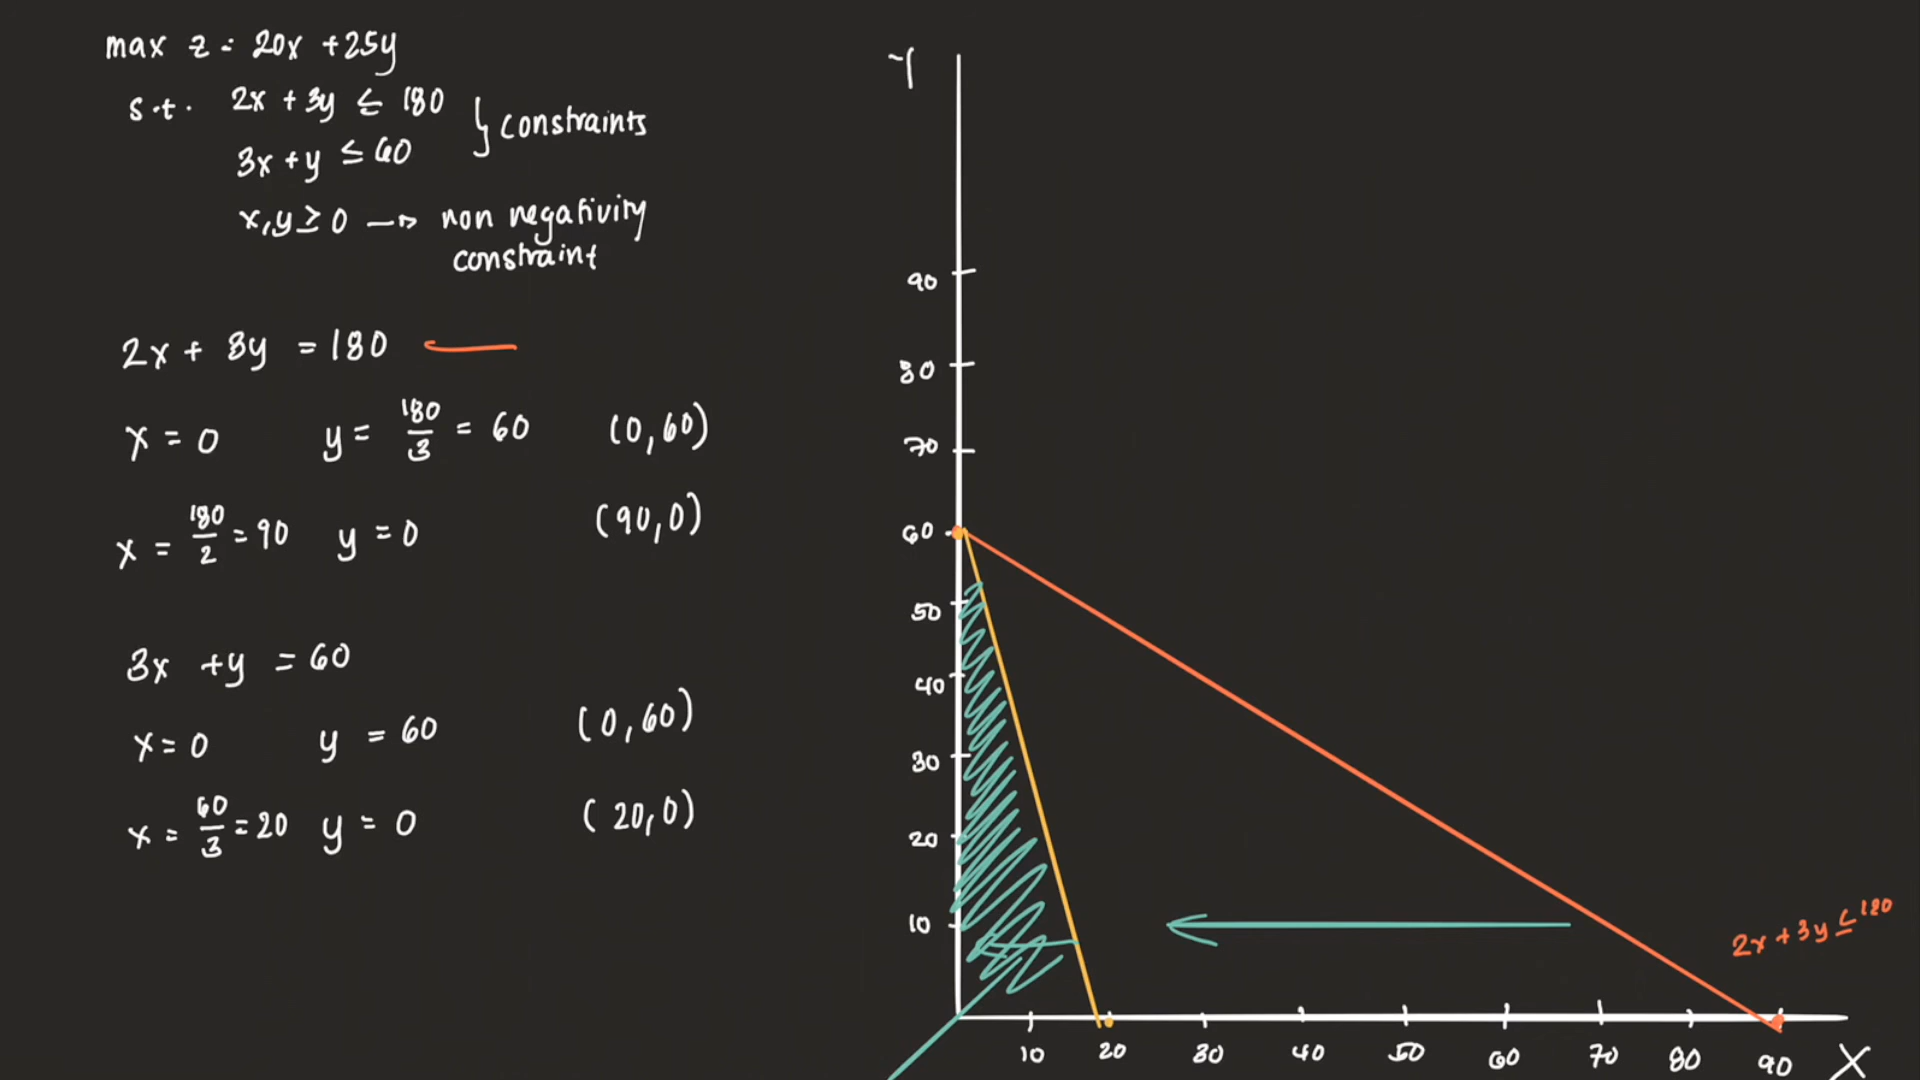 max z = 20x + 25y
s.t. 2x + 3y ≤ 180
3x + y ≤ 60
} constraints
x, y ≥ 0 → non negativity
constraint
2x + 3y = 180
x = 0 y = 180/3 = 60 (0, 60)
x = 180/2 = 90 y = 0 (90, 0)
3x + y = 60
x = 0 y = 60 (0, 60)
x = 60/3 = 20 y = 0 (20, 0)
Y
90
80
70
60
50
40
30
20
10
2x + 3y ≤ 180
10 20 30 40 50 60 70 80 90 X